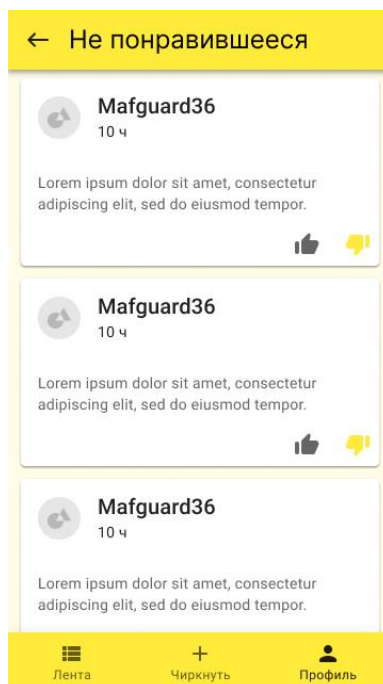 Не понравившееся
Mafguard36
10 ч
Lorem ipsum dolor sit amet, consectetur
adipiscing elit, sed do eiusmod tempor.
Mafguard36
10 ч
Lorem ipsum dolor sit amet, consectetur
adipiscing elit, sed do eiusmod tempor.
Mafguard36
10 ч
Lorem ipsum dolor sit amet, consectetur
adipiscing elit, sed do eiusmod tempor.
Лента Чиркнуть Профиль